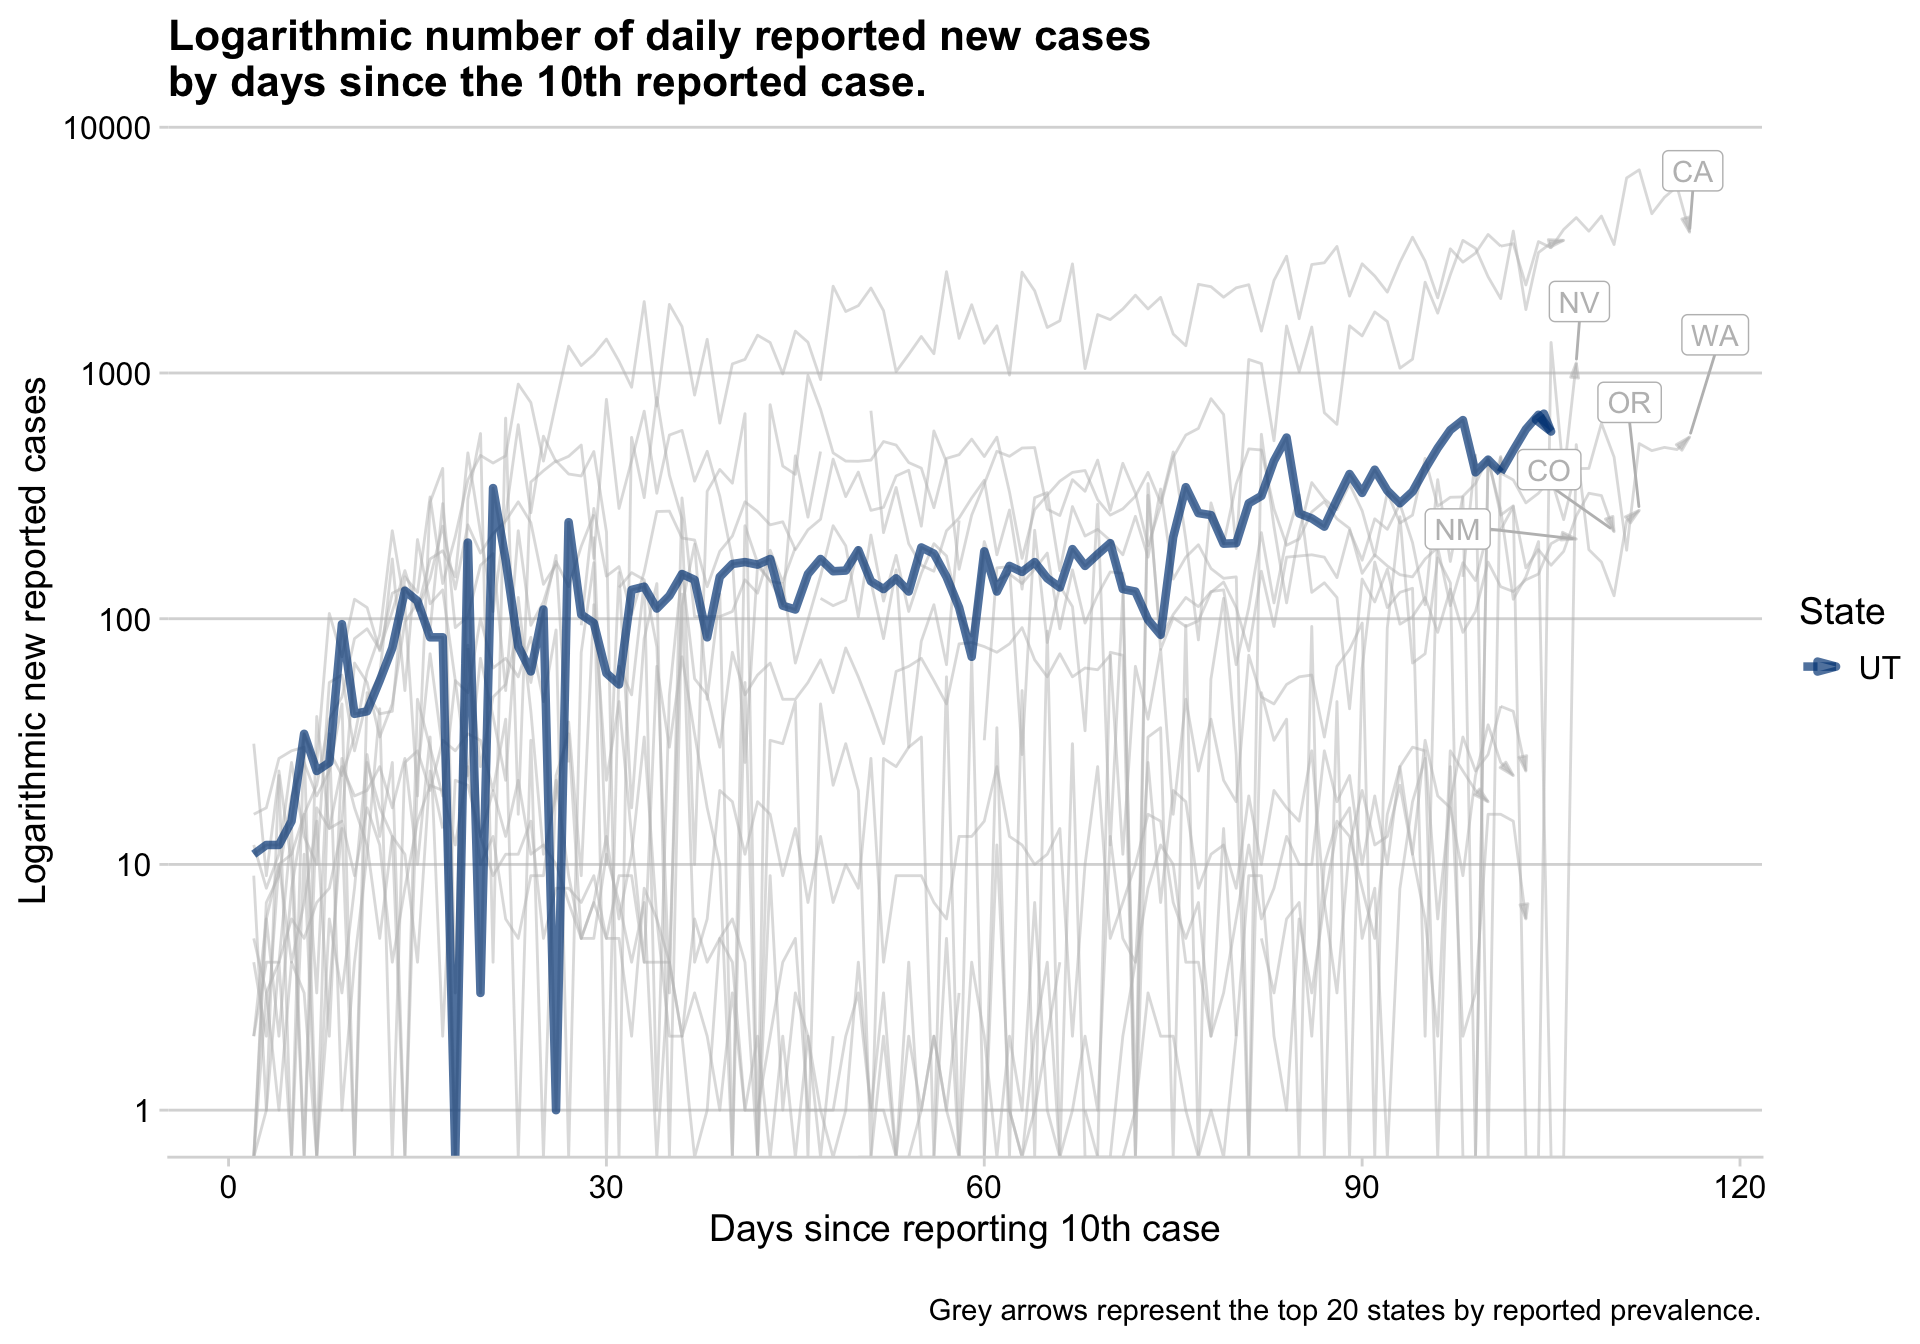 Logarithmic number of daily reported new cases
by days since the 10th reported case.
Logarithmic new reported cases
10000
1000
100
10
1
CA
NV
WA
OR
CO
NM
State
UT
0
30
60
90
120
Days since reporting 10th case
Grey arrows represent the top 20 states by reported prevalence.